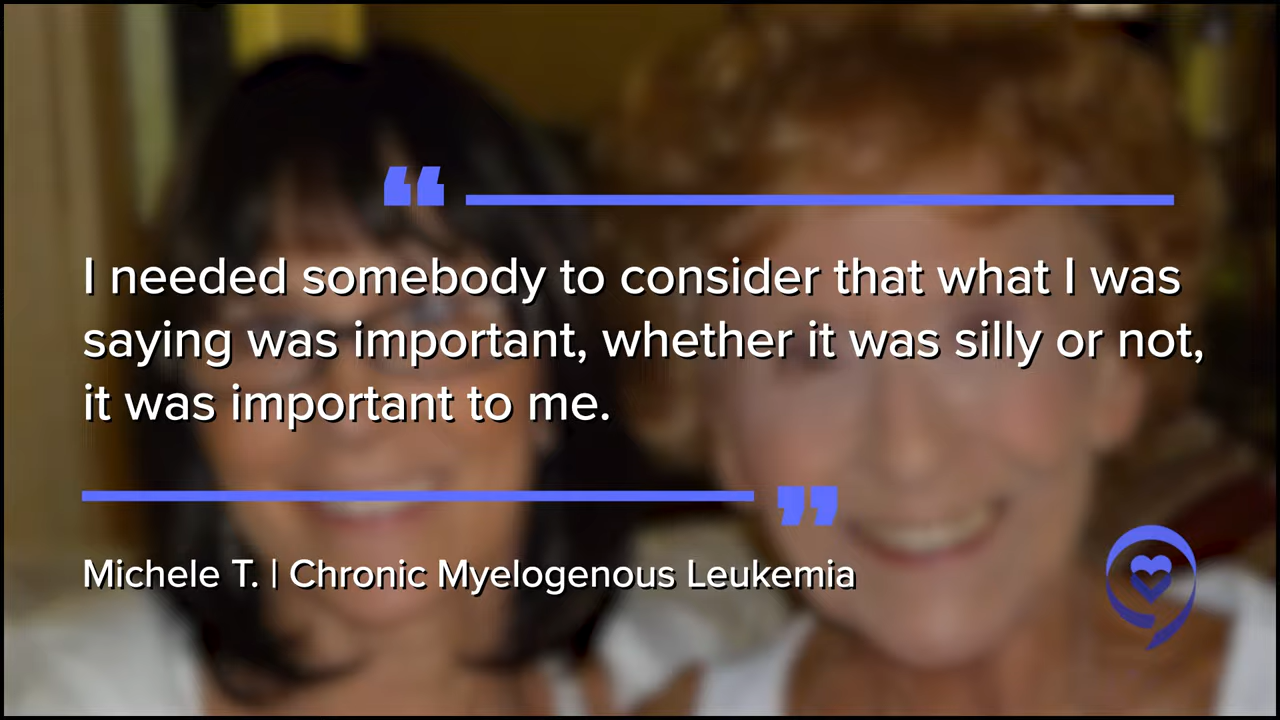 “
I needed somebody to consider that what I was
saying was important, whether it was silly or not,
it was important to me.
”
Michele T. | Chronic Myelogenous Leukemia